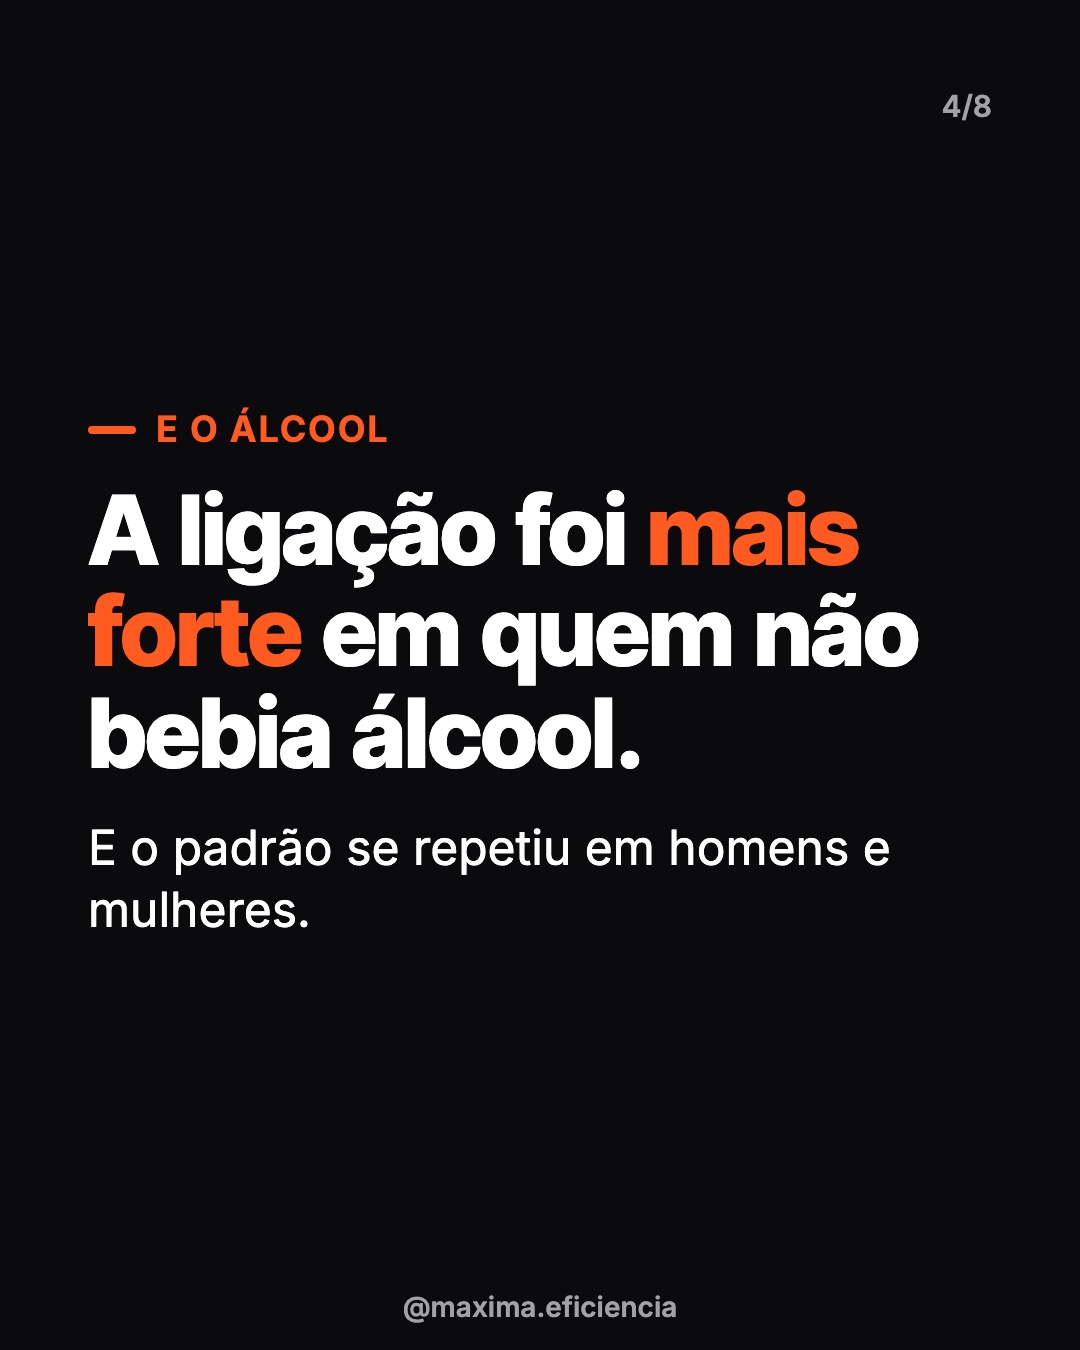 4/8
E O ÁLCOOL
A ligação foi mais
forte em quem não
bebia álcool.
E o padrão se repetiu em homens e
mulheres.
@maxima.eficiencia